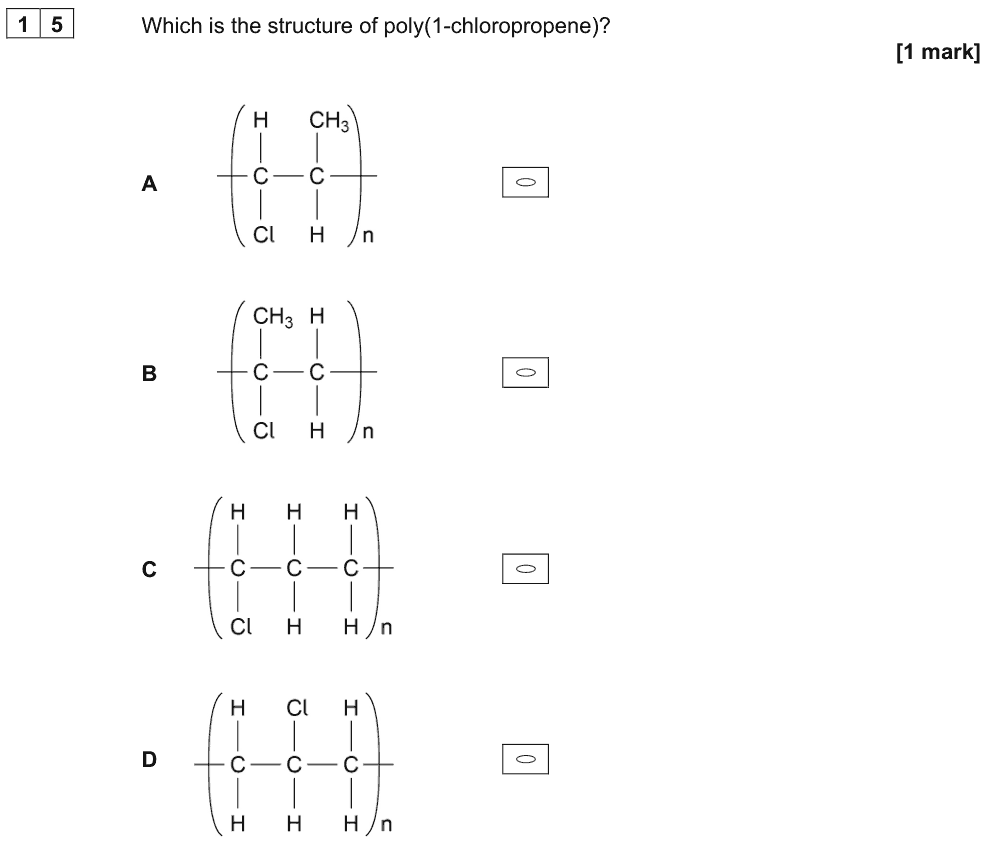 1 5 Which is the structure of poly(1-chloropropene)?
[1 mark]
H CH3
A C C
Cl H n
CH3 H
B C C
Cl H n
H H H
C C C C
Cl H H n
H Cl H
D C C C
H H H n